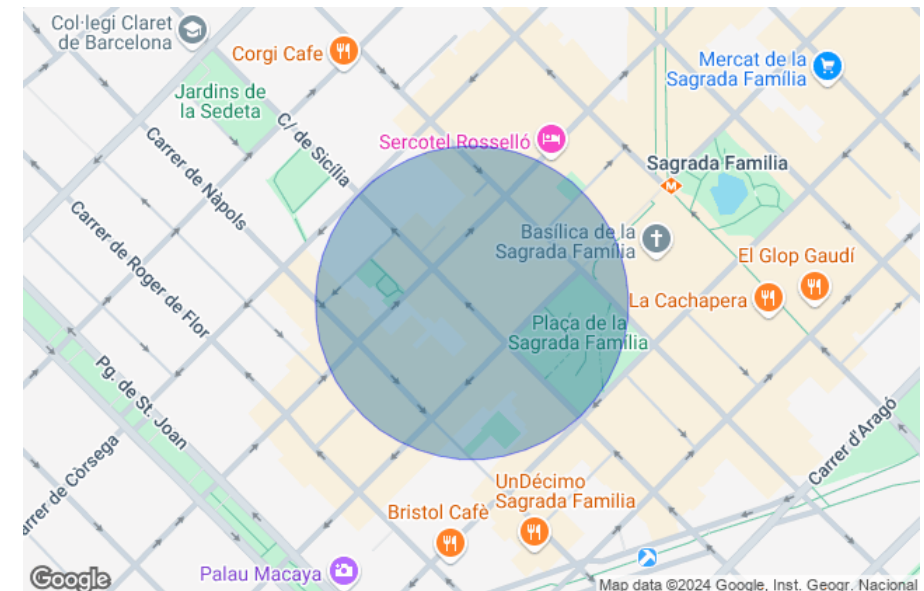 Col·legi Claret
de Barcelona
Corgi Cafe
Mercat de la
Sagrada Família
Jardins de
la Sedeta
C/ de Sicília
Sercotel Rosselló
Sagrada Familia
M
Carrer de Nàpols
Carrer de Roger de Flor
Basílica de la
Sagrada Família
El Glop Gaudí
La Cachapera
Plaça de la
Sagrada Família
Pg. de St. Joan
Carrer d'Aragó
arrer de Còrsega
UnDécimo
Sagrada Familia
Bristol Cafè
Palau Macaya
Google
Map data ©2024 Google, Inst. Geogr. Nacional